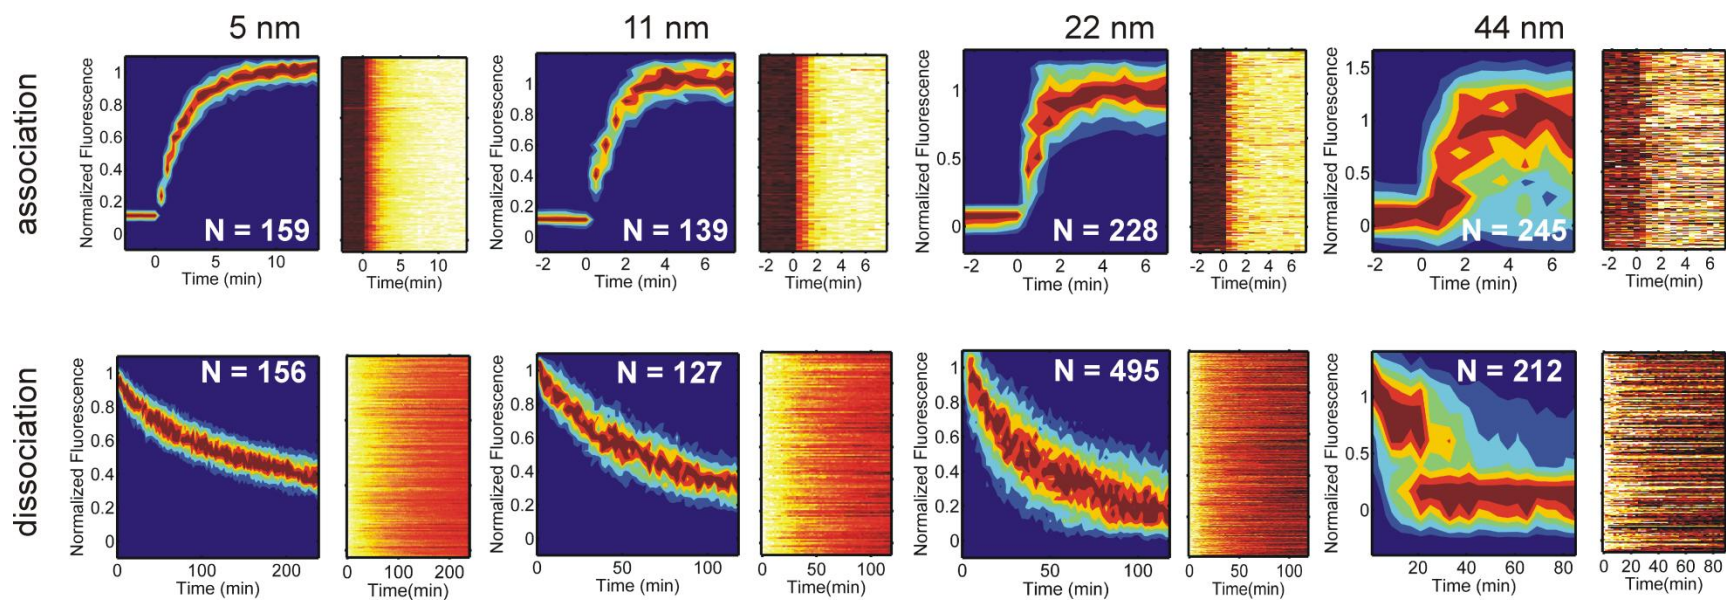 5 nm
11 nm
22 nm
44 nm
association
Normalized Fluorescence
1
0.8
0.6
0.4
0.2
0
N = 159
0 5 10
Time (min)
0 5 10
Time(min)
Normalized Fluorescence
1
0.8
0.6
0.4
0.2
0
N = 139
-2 0 2 4 6
Time (min)
-2 0 2 4 6
Time(min)
Normalized Fluorescence
1
0.5
0
N = 228
-2 0 2 4 6
Time (min)
-2 0 2 4 6
Time(min)
Normalized Fluorescence
1.5
1
0.5
0
N = 245
-2 0 2 4 6
Time (min)
-2 0 2 4 6
Time(min)
dissociation
Normalized Fluorescence
1
0.8
0.6
0.4
0.2
0
N = 156
0 100 200
Time (min)
0 100 200
Time(min)
Normalized Fluorescence
1
0.8
0.6
0.4
0.2
0
N = 127
0 50 100
Time (min)
0 50 100
Time(min)
Normalized Fluorescence
1
0.8
0.6
0.4
0.2
0
N = 495
0 50 100
Time (min)
0 50 100
Time(min)
Normalized Fluorescence
1
0.5
0
N = 212
20 40 60 80
Time (min)
0 20 40 60 80
Time(min)